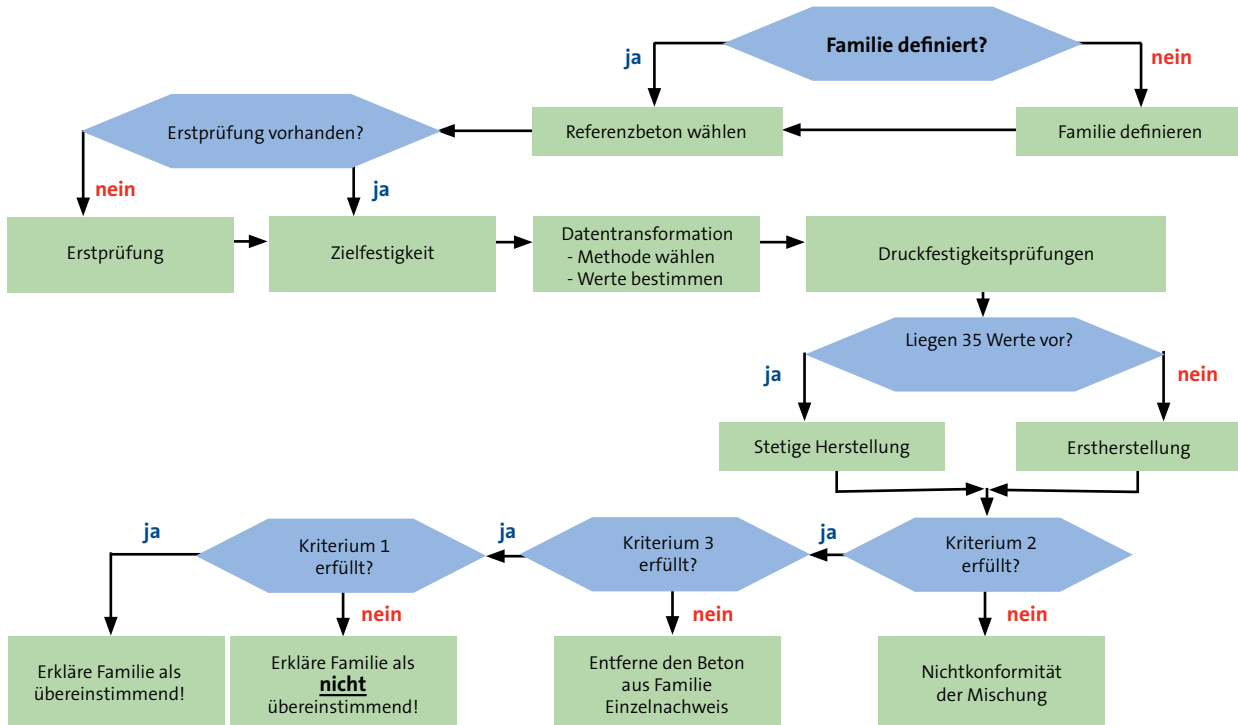 Familie definiert?
ja
nein
Erstprüfung vorhanden?
Referenzbeton wählen
Familie definieren
nein
ja
Erstprüfung
Zielfestigkeit
Datentransformation
- Methode wählen
- Werte bestimmen
Druckfestigkeitsprüfungen
Liegen 35 Werte vor?
ja
nein
Stetige Herstellung
Erstherstellung
ja
Kriterium 1
erfüllt?
ja
Kriterium 3
erfüllt?
ja
Kriterium 2
erfüllt?
nein
nein
nein
Erkläre Familie als
übereinstimmend!
Erkläre Familie als
nicht
übereinstimmend!
Entferne den Beton
aus Familie
Einzelnachweis
Nichtkonformität
der Mischung